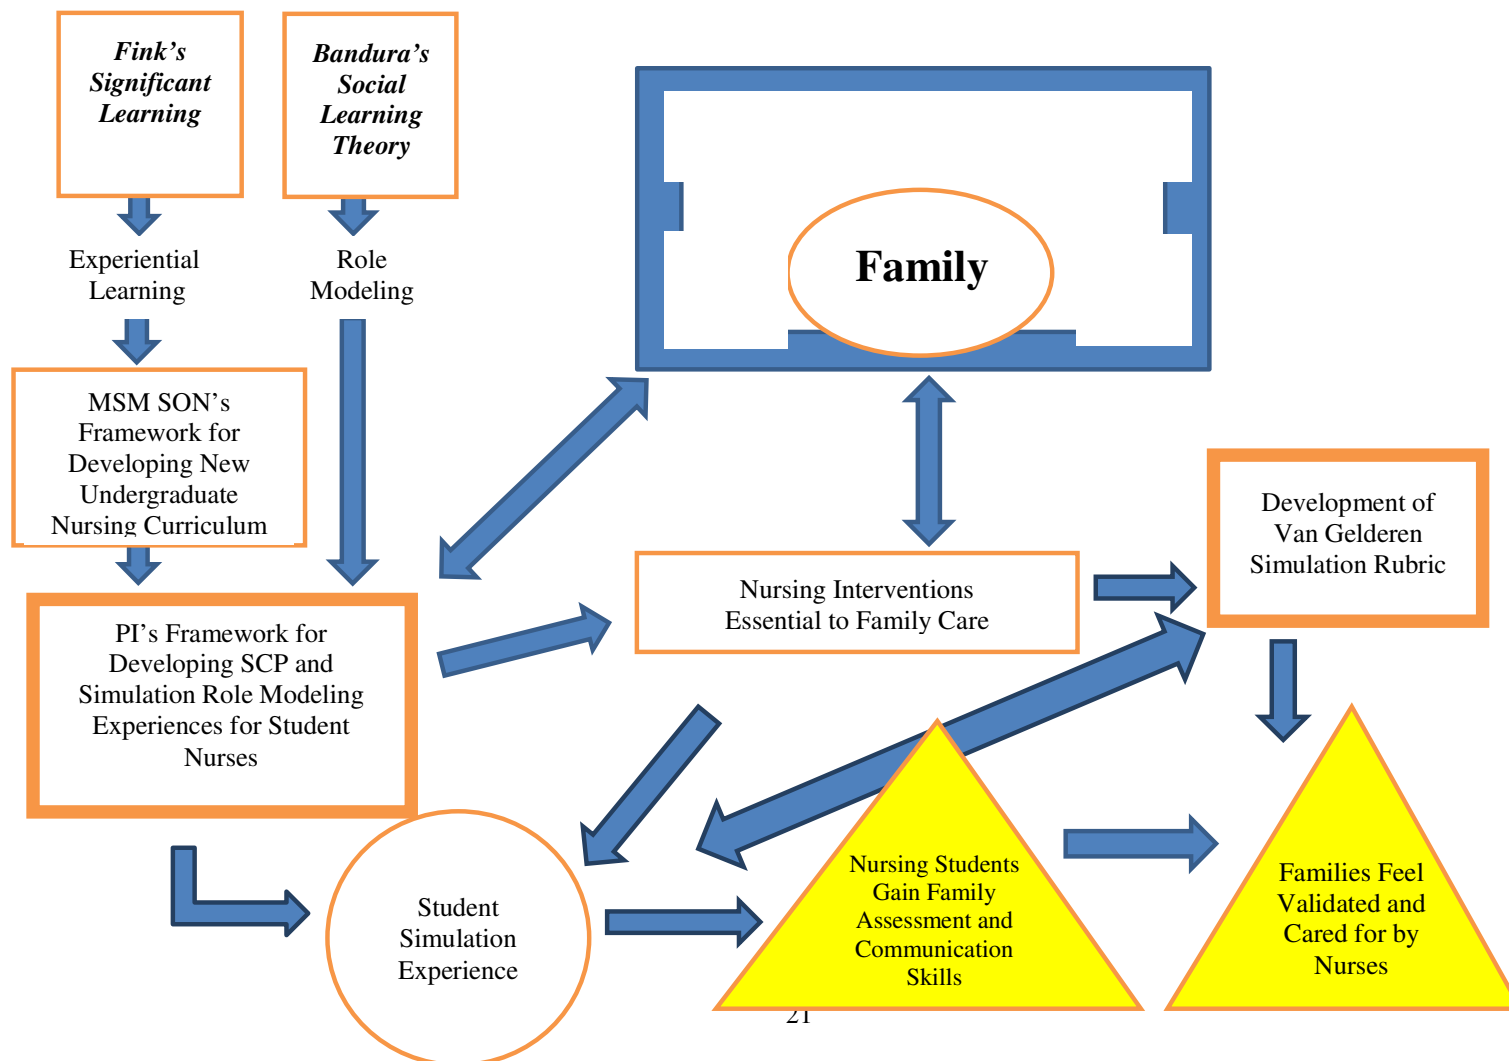 Fink's
Significant
Learning
Bandura's
Social
Learning
Theory
Experiential
Learning
Role
Modeling
Family
MSM SON's
Framework for
Developing New
Undergraduate
Nursing Curriculum
PI's Framework for
Developing SCP and
Simulation Role Modeling
Experiences for Student
Nurses
Nursing Interventions
Essential to Family Care
Development of
Van Gelderen
Simulation Rubric
Student
Simulation
Experience
Nursing Students
Gain Family
Assessment and
Communication
Skills
Families Feel
Validated and
Cared for by
Nurses
21